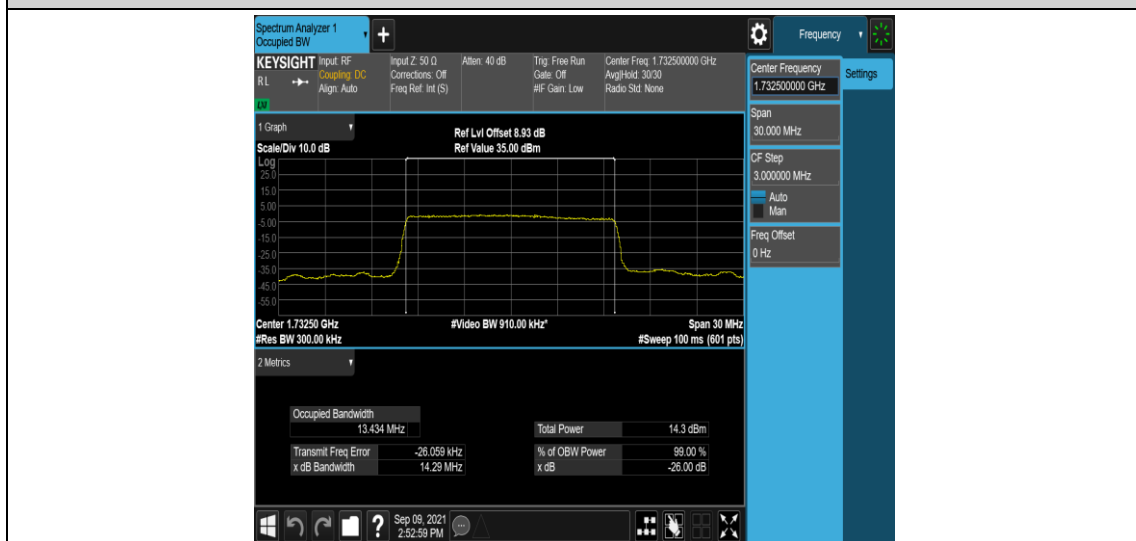 Spectrum Analyzer 1
Occupied BW
Frequency
KEYSIGHT
RL
LW
Input: RF
Coupling: DC
Align: Auto
Input Z: 50 Ω
Corrections: Off
Freq Ref: Int (S)
Atten: 40 dB
Trig: Free Run
Gate: Off
#IF Gain: Low
Center Freq: 1.732500000 GHz
Avg|Hold: 30/30
Radio Std: None
Center Frequency
1.732500000 GHz
Settings
Span
30.000 MHz
CF Step
3.000000 MHz
Auto
Man
Freq Offset
0 Hz
1 Graph
Scale/Div 10.0 dB
Ref Lvl Offset 8.93 dB
Ref Value 35.00 dBm
Log
25.0
15.0
5.00
-5.00
-15.0
-25.0
-35.0
-45.0
-55.0
Center 1.73250 GHz
#Video BW 910.00 kHz*
Span 30 MHz
#Res BW 300.00 kHz
#Sweep 100 ms (601 pts)
2 Metrics
Occupied Bandwidth
13.434 MHz
Total Power 14.3 dBm
Transmit Freq Error -26.059 kHz
% of OBW Power 99.00 %
x dB Bandwidth 14.29 MHz
x dB -26.00 dB
Sep 09, 2021
2:52:59 PM